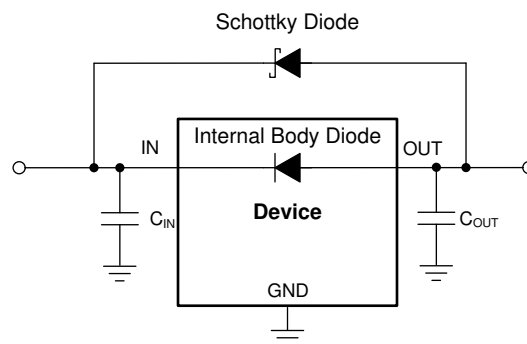 Schottky Diode
Internal Body Diode
IN
OUT
C_IN
Device
C_OUT
GND